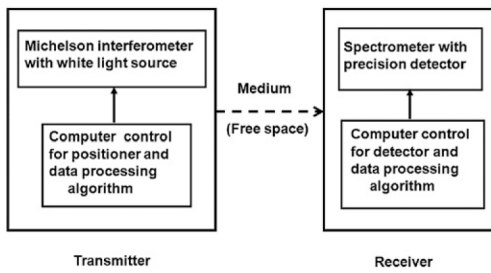 Michelson interferometer
with white light source
Computer control
for positioner and
data processing
algorithm
Transmitter
Medium
(Free space)
Spectrometer with
precision detector
Computer control
for detector and
data processing
algorithm
Receiver